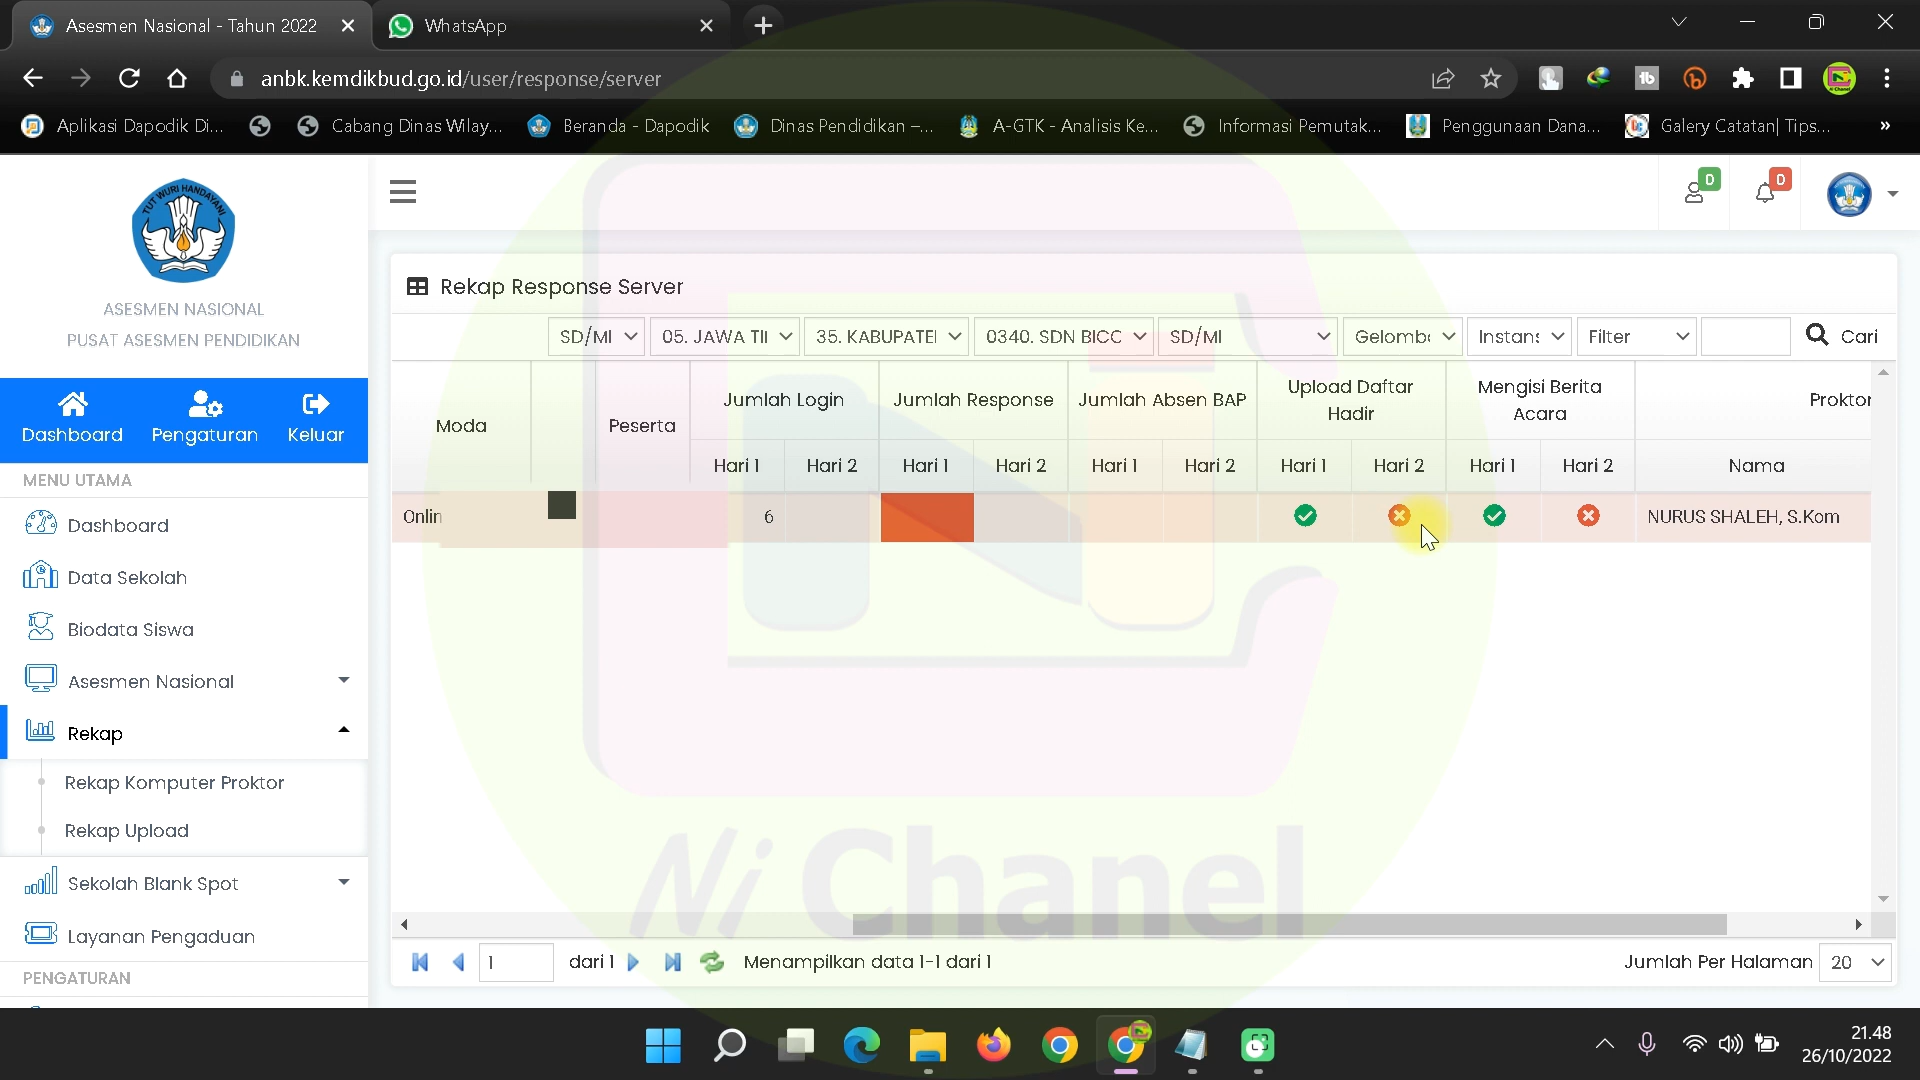 Asesmen Nasional - Tahun 2022
WhatsApp
anbk.kemdikbud.go.id/user/response/server
Aplikasi Dapodik Di...
Cabang Dinas Wilay...
Beranda - Dapodik
Dinas Pendidikan –...
A-GTK - Analisis Ke...
Informasi Pemutak...
Penggunaan Dana...
Galery Catatan| Tips...
»
TUT WURI HANDAYANI
ASESMEN NASIONAL
PUSAT ASESMEN PENDIDIKAN
0
0
Dashboard
Pengaturan
Keluar
MENU UTAMA
Dashboard
Data Sekolah
Biodata Siswa
Asesmen Nasional
Rekap
Rekap Komputer Proktor
Rekap Upload
Sekolah Blank Spot
Layanan Pengaduan
PENGATURAN
Rekap Response Server
SD/MI
05. JAWA TII
35. KABUPATEI
0340. SDN BICC
SD/MI
Gelomb
Instan
Filter
Cari
Moda
Peserta
Jumlah Login
Jumlah Response
Jumlah Absen BAP
Upload Daftar
Hadir
Mengisi Berita
Acara
Proktor
Hari 1 Hari 2 Hari 1 Hari 2 Hari 1 Hari 2 Hari 1 Hari 2 Hari 1 Hari 2 Nama
Onlin 6 NURUS SHALEH, S.Kom
Ni Chanel
1 dari 1 Menampilkan data 1-1 dari 1
Jumlah Per Halaman 20
21.48
26/10/2022